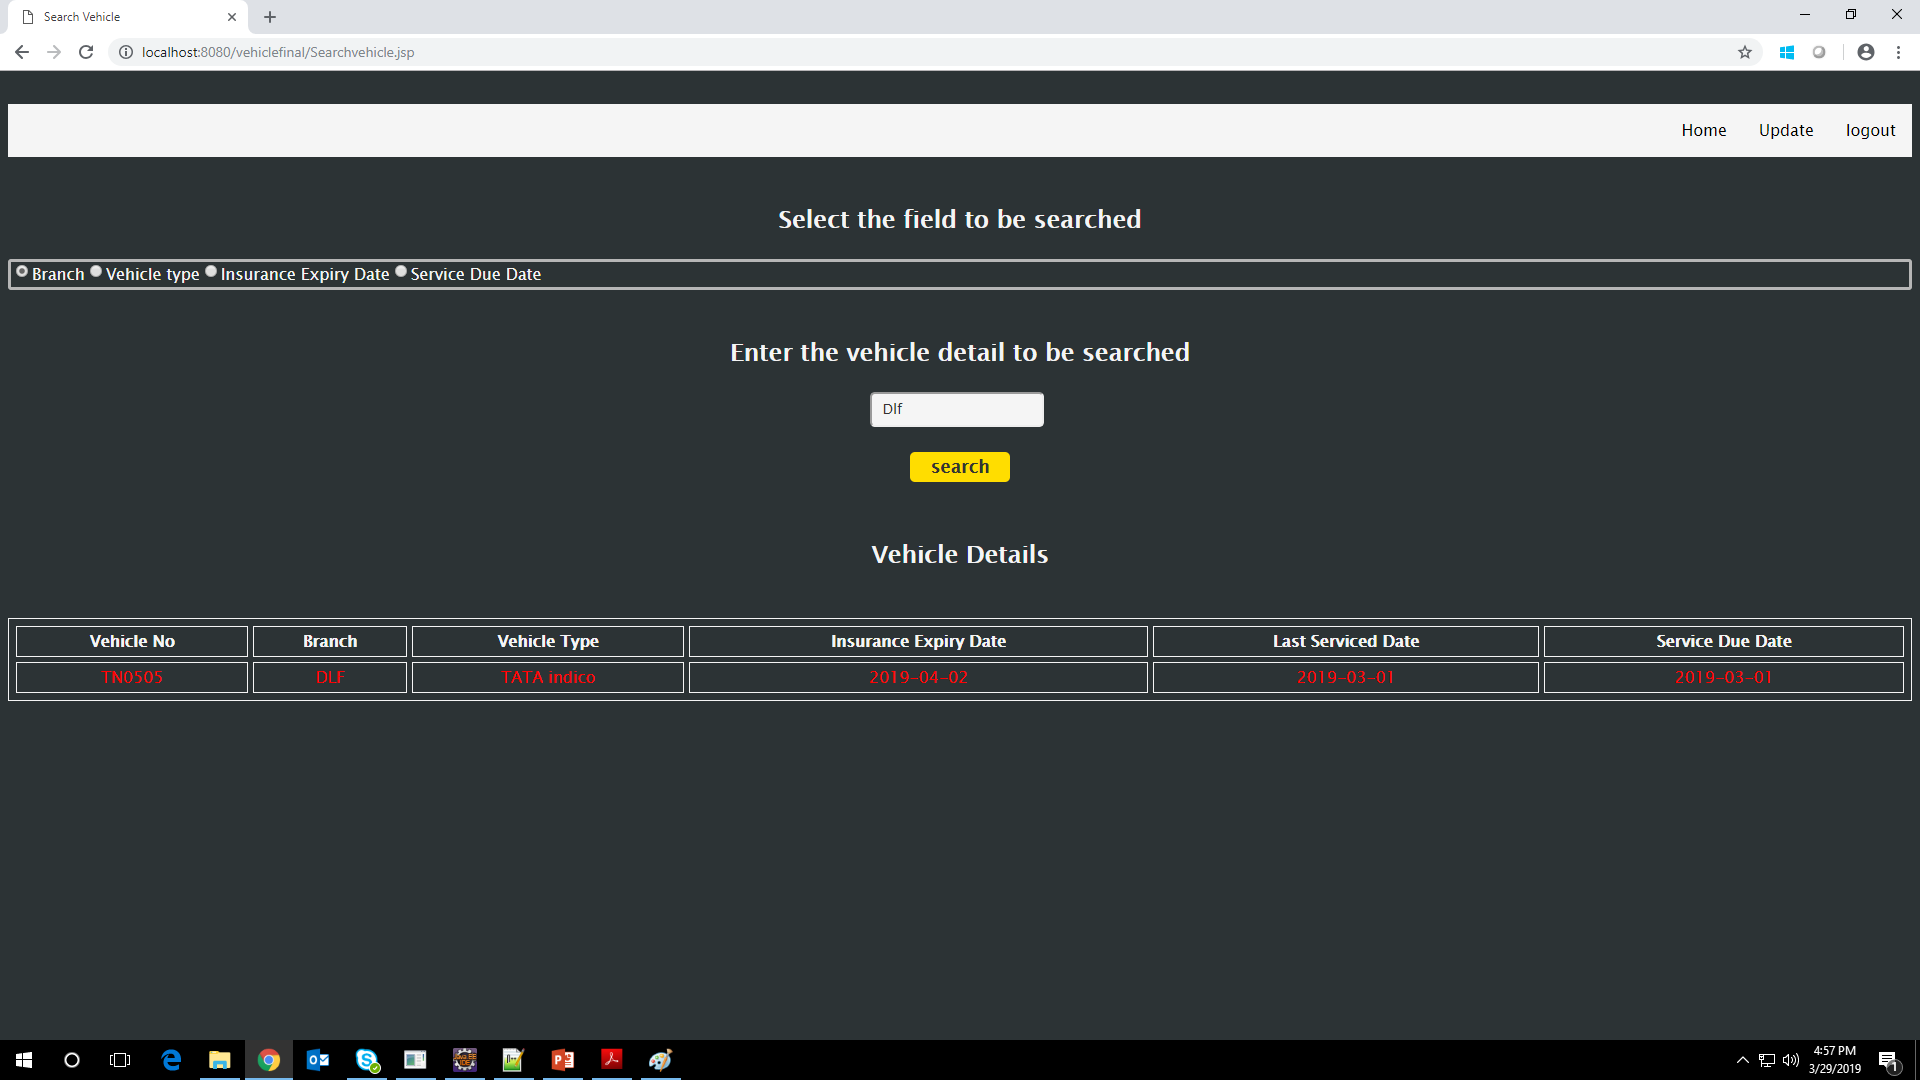 Search Vehicle
localhost:8080/vehiclefinal/Searchvehicle.jsp
Home Update logout
Select the field to be searched
Branch Vehicle type Insurance Expiry Date Service Due Date
Enter the vehicle detail to be searched
Dlf
search
Vehicle Details
Vehicle No Branch Vehicle Type Insurance Expiry Date Last Serviced Date Service Due Date
TN0505 DLF TATA indico 2019-04-02 2019-03-01 2019-03-01
4:57 PM
3/29/2019
1